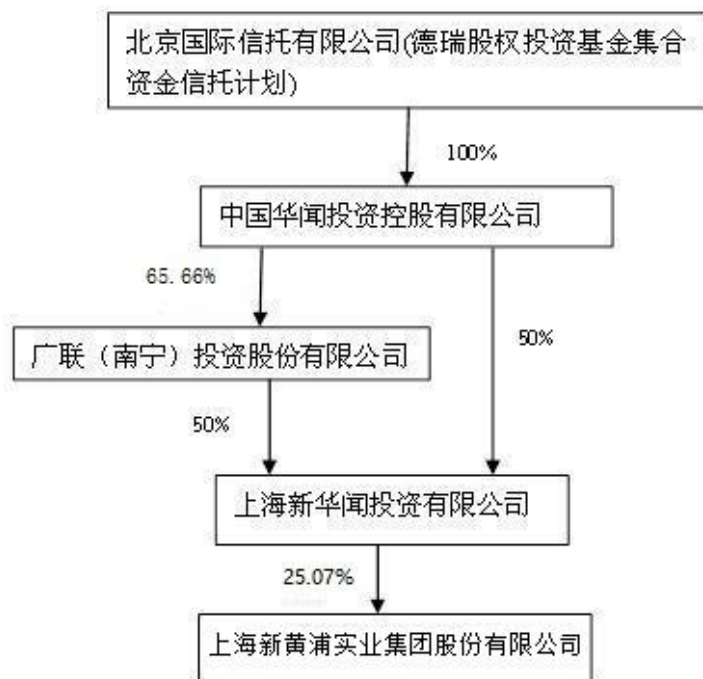 北京国际信托有限公司(德瑞股权投资基金集合
资金信托计划)
100%
中国华闻投资控股有限公司
65.66%
广联（南宁）投资股份有限公司
50%
50%
上海新华闻投资有限公司
25.07%
上海新黄浦实业集团股份有限公司